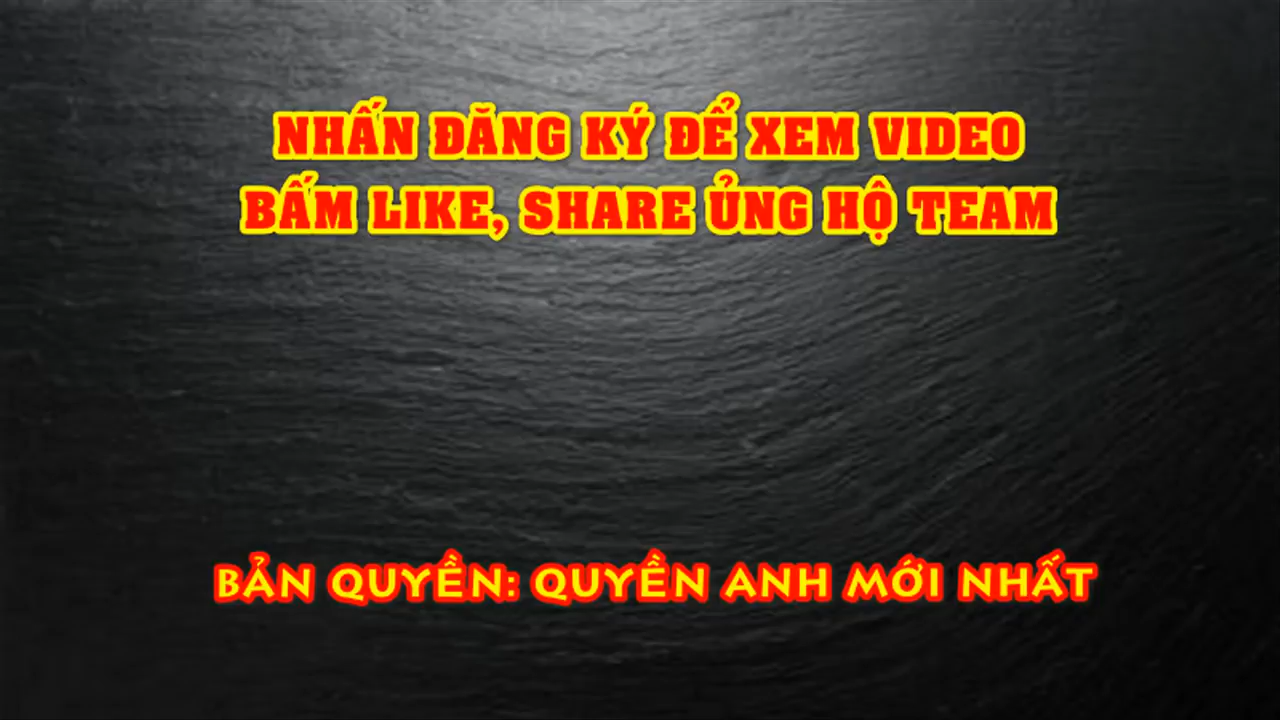 NHẤN ĐĂNG KÝ ĐỂ XEM VIDEO
BẤM LIKE, SHARE ỦNG HỘ TEAM
BẢN QUYỀN: QUYỀN ANH MỚI NHẤT